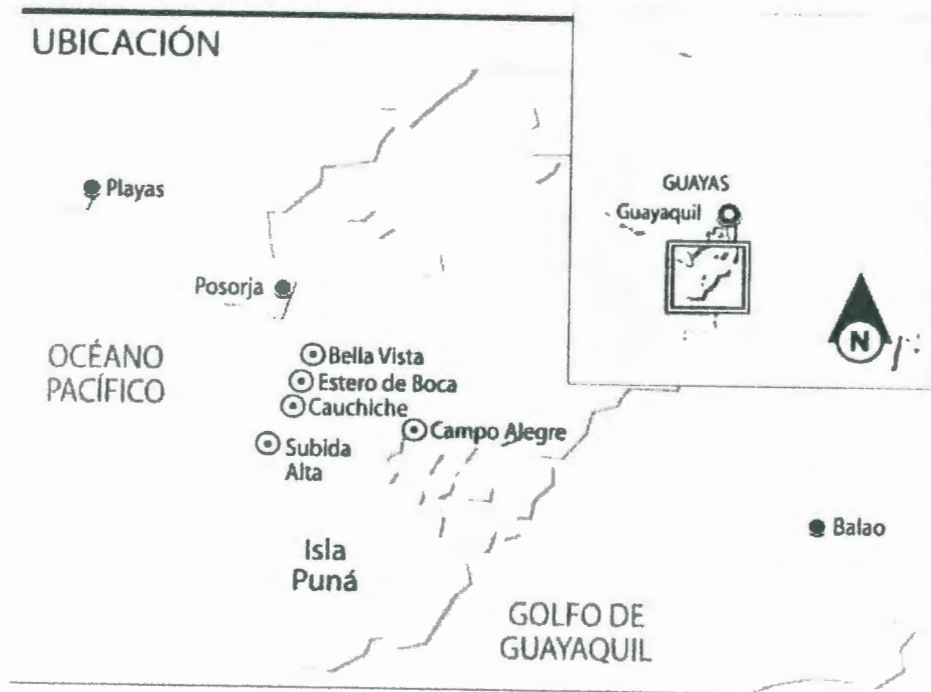 UBICACIÓN
Playas
GUAYAS
Guayaquil
Posorja
N
OCÉANO
PACÍFICO
Bella Vista
Estero de Boca
Cauchiche
Campo Alegre
Subida
Alta
Balao
Isla
Puná
GOLFO DE
GUAYAQUIL